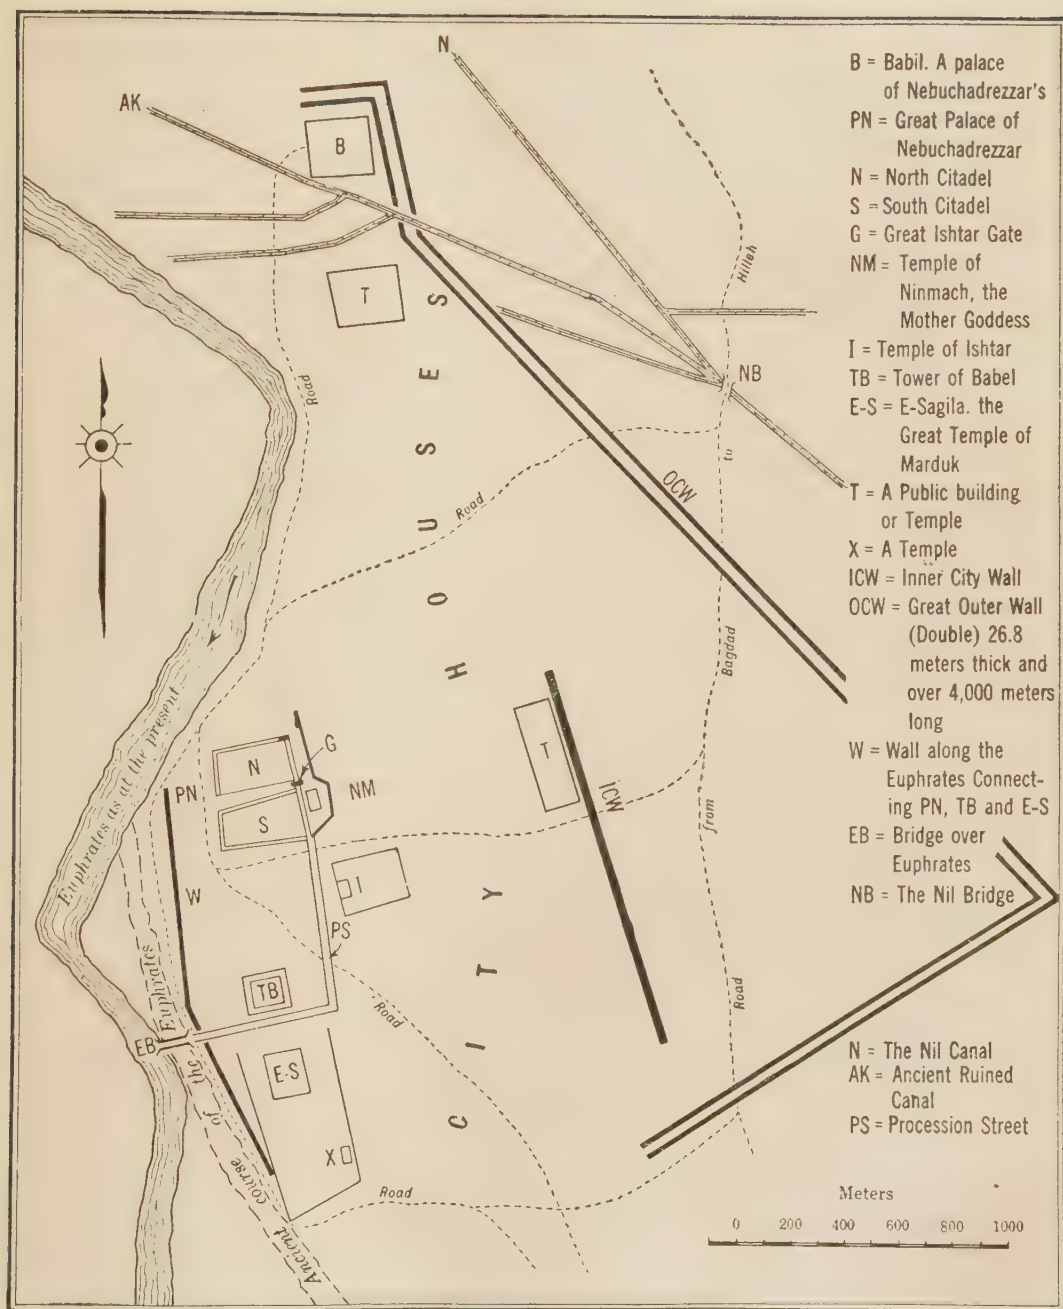 N
AK
B
T
HOUSES
CITY
Road
Road
Hilleh
to
Bagdad
from
Road
NB
OCW
Euphrates as at the present
N
G
PN
NM
S
T
ICW
W
I
PS
TB
Road
EB
E-S
X
Road
Ancient course of the Euphrates
B = Babil. A palace
of Nebuchadrezzar's
PN = Great Palace of
Nebuchadrezzar
N = North Citadel
S = South Citadel
G = Great Ishtar Gate
NM = Temple of
Ninmach, the
Mother Goddess
I = Temple of Ishtar
TB = Tower of Babel
E-S = E-Sagila. the
Great Temple of
Marduk
T = A Public building
or Temple
X = A Temple
ICW = Inner City Wall
OCW = Great Outer Wall
(Double) 26.8
meters thick and
over 4,000 meters
long
W = Wall along the
Euphrates Connect-
ing PN, TB and E-S
EB = Bridge over
Euphrates
NB = The Nil Bridge
N = The Nil Canal
AK = Ancient Ruined
Canal
PS = Procession Street
Meters
0 200 400 600 800 1000